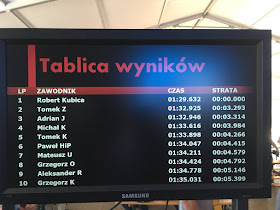 Tablica wyników
LP ZAWODNIK CZAS STRATA
1 Robert Kubica 01:29.632 00:00.000
2 Tomek Z 01:32.925 00:03.293
3 Adrian J 01:32.946 00:03.314
4 Michał K 01:33.616 00:03.984
5 Tomek K 01:33.898 00:04.266
6 Paweł HiP 01:34.047 00:04.415
7 Mateusz U 01:34.211 00:04.579
8 Grzegorz O 01:34.424 00:04.792
9 Aleksander R 01:34.778 00:05.146
10 Grzegorz K 01:35.031 00:05.399
SAMSUNG